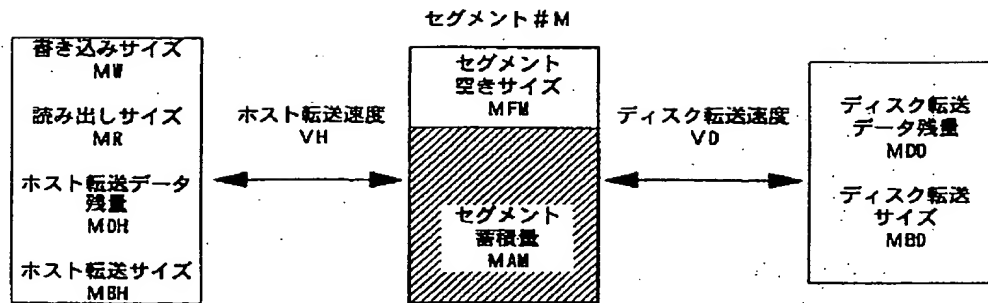 セグメント#M
書き込みサイズ
MW
読み出しサイズ
MR
ホスト転送データ
残量
MDH
ホスト転送サイズ
MBH
ホスト転送速度
VH
セグメント
空きサイズ
MFM
セグメント
蓄積量
MAM
ディスク転送速度
VD
ディスク転送
データ残量
MDD
ディスク転送
サイズ
MBD